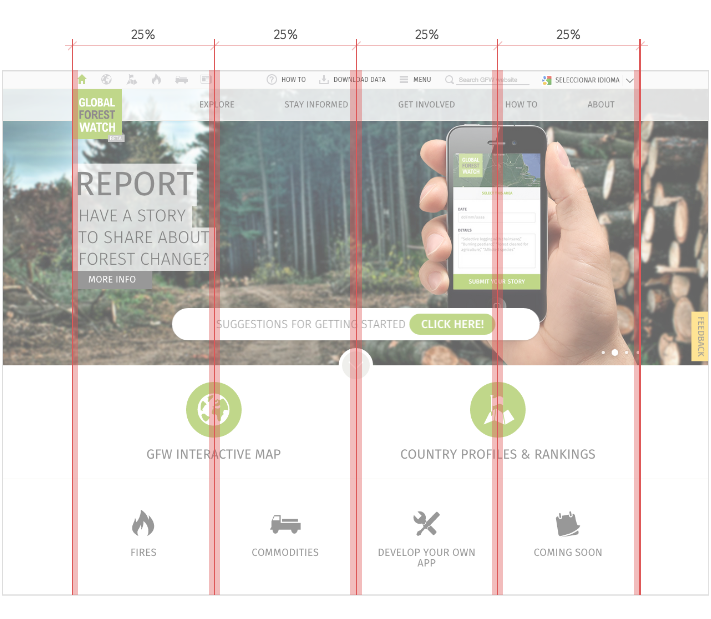 25% 25% 25% 25%
HOW TO DOWNLOAD DATA MENU Search GFW website SELECCIONAR IDIOMA
GLOBAL
FOREST
WATCH
BETA
EXPLORE STAY INFORMED GET INVOLVED HOW TO ABOUT
REPORT
HAVE A STORY
TO SHARE ABOUT
FOREST CHANGE?
MORE INFO
GLOBAL
FOREST
WATCH
DATE
DETAILS
SUBMIT YOUR STORY
SUGGESTIONS FOR GETTING STARTED CLICK HERE!
FEEDBACK
GFW INTERACTIVE MAP COUNTRY PROFILES & RANKINGS
FIRES COMMODITIES DEVELOP YOUR OWN COMING SOON
APP